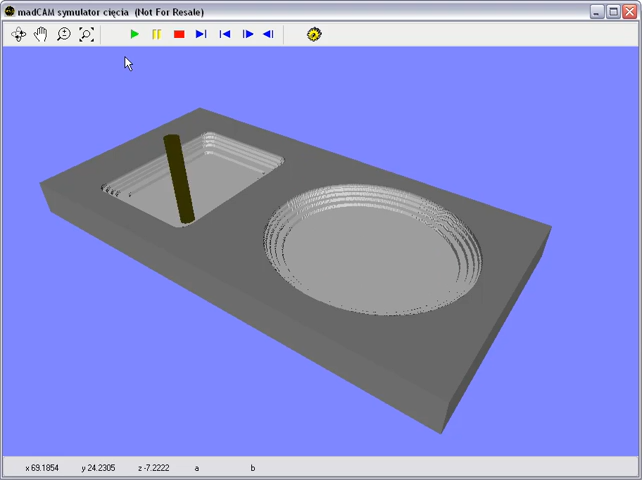 madCAM symulator cięcia (Not For Resale)
x 69.1854 y 24.2305 z -7.2222 a b